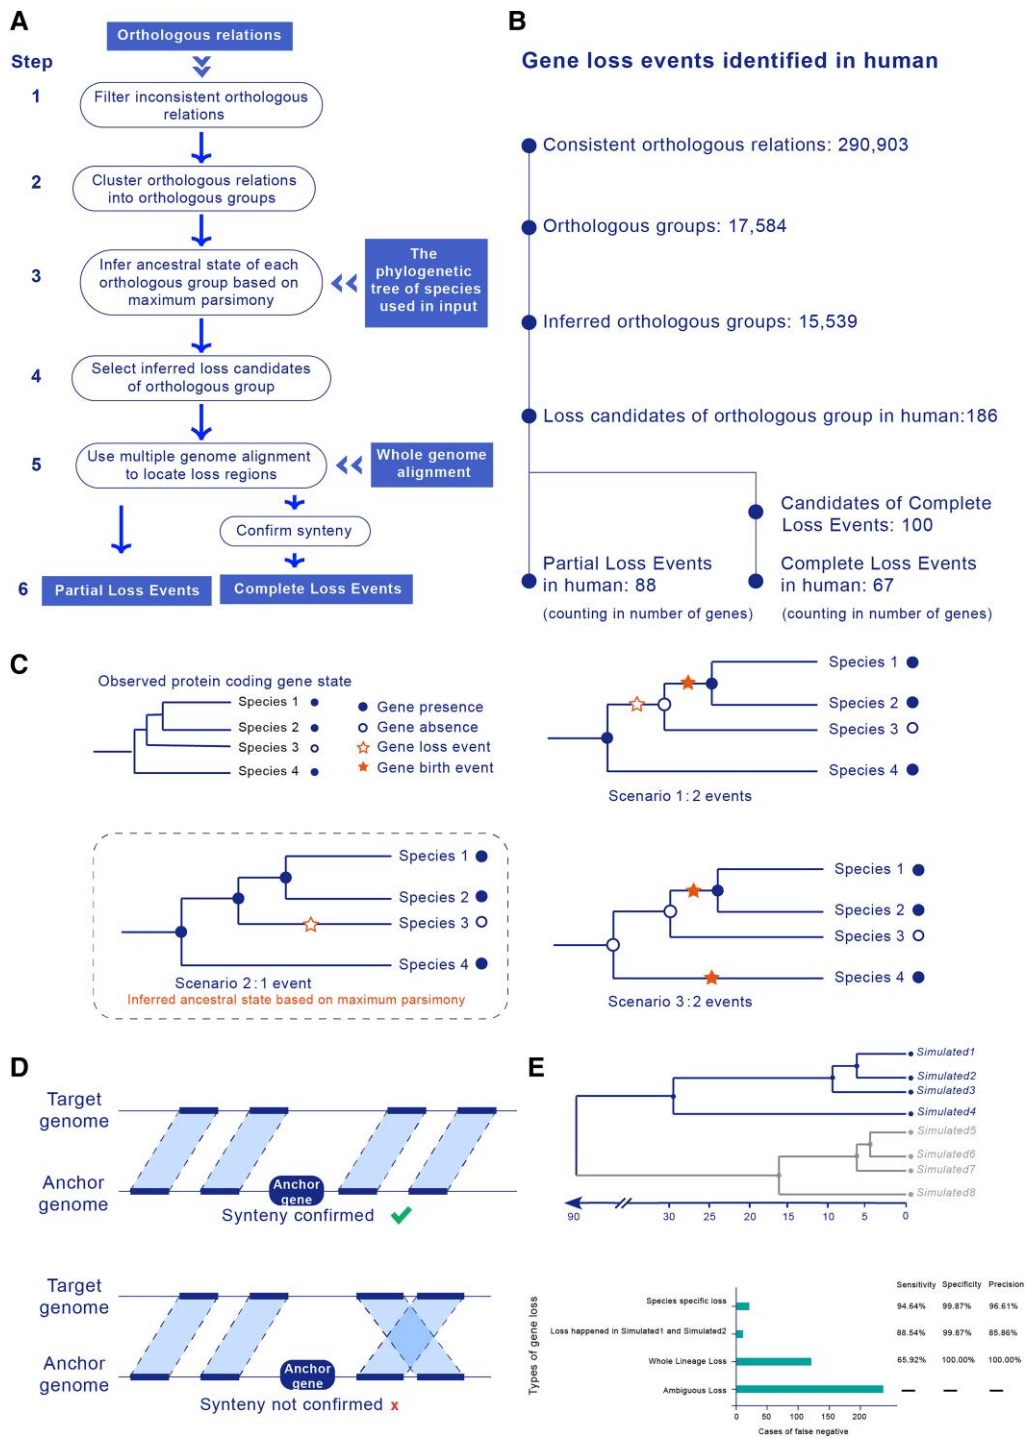 A
Orthologous relations
Step
1
Filter inconsistent orthologous
relations
2
Cluster orthologous relations
into orthologous groups
3
Infer ancestral state of each
orthologous group based on
maximum parsimony
The
phylogenetic
tree of species
used in input
4
Select inferred loss candidates
of orthologous group
5
Use multiple genome alignment
to locate loss regions
Whole genome
alignment
Confirm synteny
6
Partial Loss Events
Complete Loss Events
B
Gene loss events identified in human
Consistent orthologous relations: 290,903
Orthologous groups: 17,584
Inferred orthologous groups: 15,539
Loss candidates of orthologous group in human:186
Candidates of Complete
Loss Events: 100
Partial Loss Events
in human: 88
(counting in number of genes)
Complete Loss Events
in human: 67
(counting in number of genes)
C
Observed protein coding gene state
Species 1
Species 2
Species 3
Species 4
Gene presence
Gene absence
Gene loss event
Gene birth event
Species 1
Species 2
Species 3
Species 4
Scenario 1:2 events
Species 1
Species 2
Species 3
Species 4
Scenario 2:1 event
Inferred ancestral state based on maximum parsimony
Species 1
Species 2
Species 3
Species 4
Scenario 3:2 events
D
Target
genome
Anchor
genome
Anchor
gene
Synteny confirmed
Target
genome
Anchor
genome
Anchor
gene
Synteny not confirmed x
E
Simulated1
Simulated2
Simulated3
Simulated4
Simulated5
Simulated6
Simulated7
Simulated8
90 30 25 20 15 10 5 0
Types of gene loss
Sensitivity Specificity Precision
Species specific loss 94.64% 99.87% 96.61%
Loss happened in Simulated1 and Simulated2 88.54% 99.87% 85.86%
Whole Lineage Loss 65.92% 100.00% 100.00%
Ambiguous Loss — — —
0 50 100 150 200
Cases of false negative